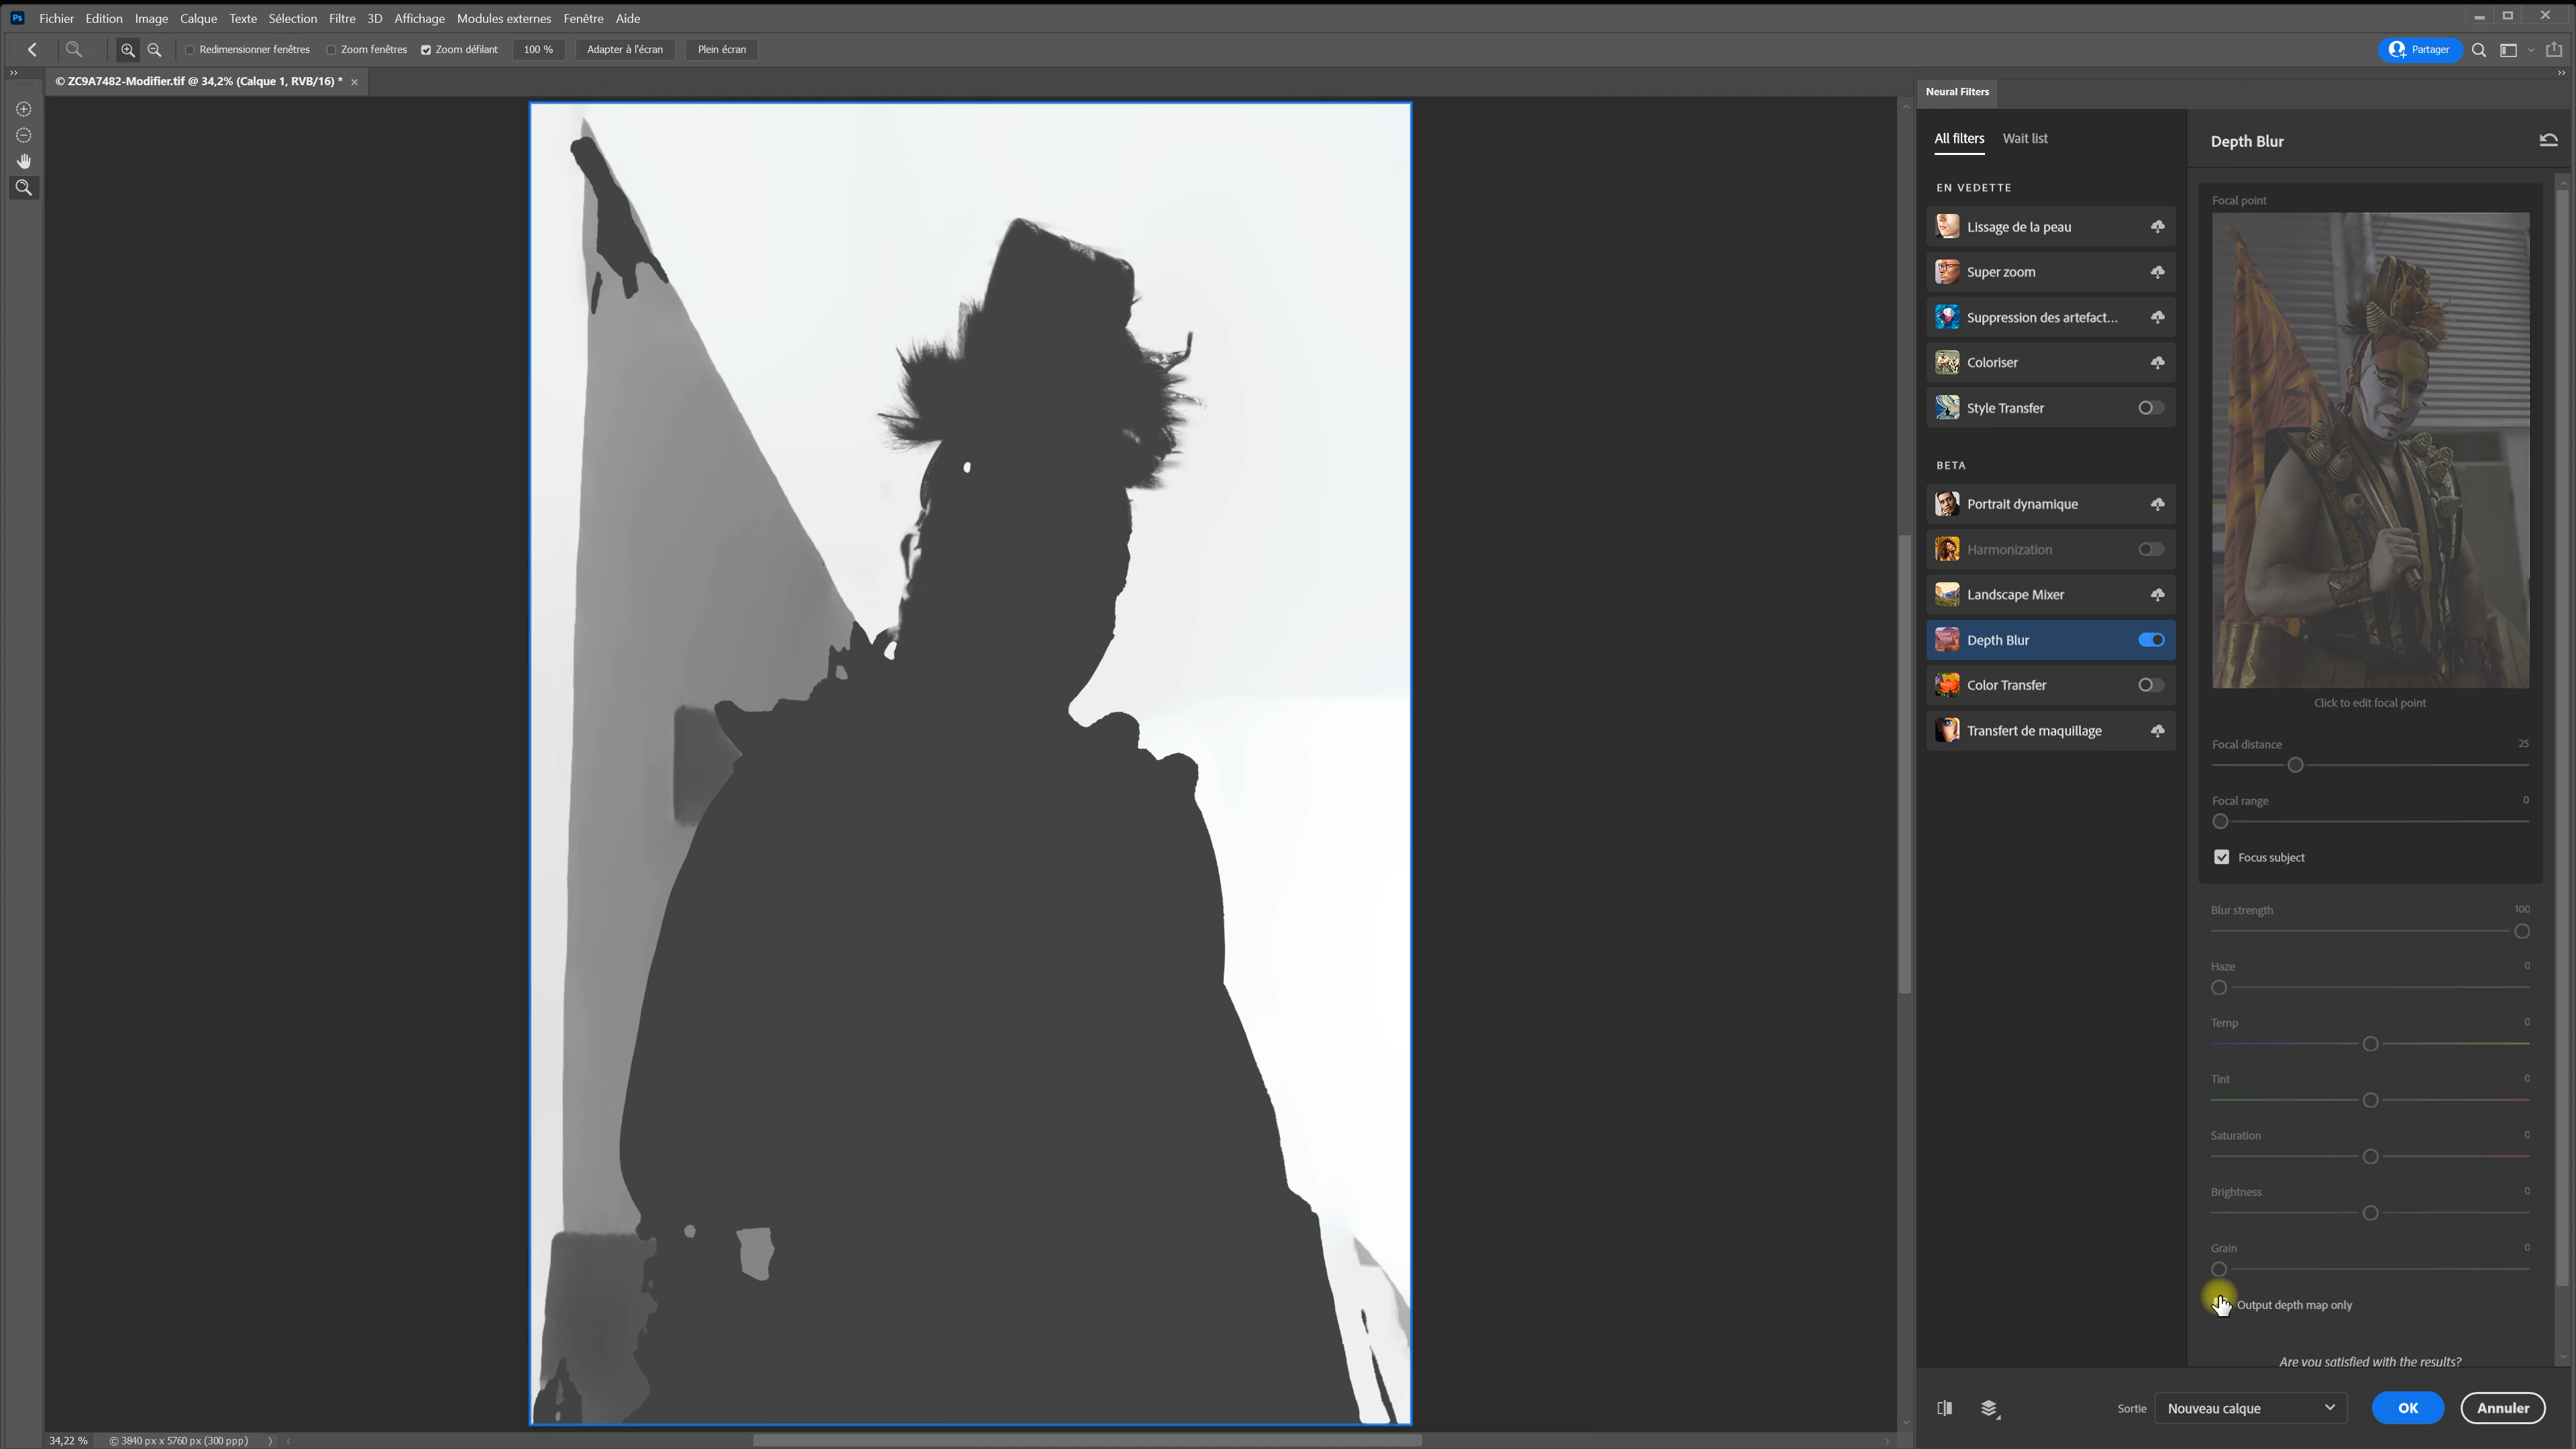 Ps Fichier Edition Image Calque Texte Sélection Filtre 3D Affichage Modules externes Fenêtre Aide
Redimensionner fenêtres Zoom fenêtres Zoom défilant 100 % Adapter à l'écran Plein écran Partager
© ZC9A7482-Modifier.tif @ 34,2% (Calque 1, RVB/16) * ×
Neural Filters
All filters Wait list
Depth Blur
EN VEDETTE
Focal point
Lissage de la peau
Super zoom
Suppression des artefact...
Coloriser
Style Transfer
BETA
Portrait dynamique
Harmonization
Landscape Mixer
Depth Blur
Color Transfer
Transfert de maquillage
Click to edit focal point
Focal distance 25
Focal range 0
Focus subject
Blur strength 100
Haze 0
Temp 0
Tint 0
Saturation 0
Brightness 0
Grain 0
Output depth map only
Are you satisfied with the results?
Sortie Nouveau calque OK Annuler
34,22 % © 3840 px x 5760 px (300 ppp)